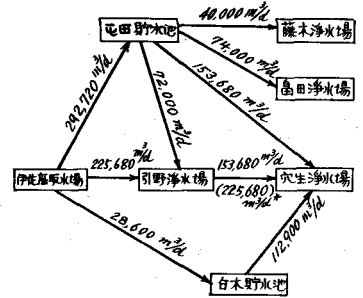 40,000 m³/d
屯田貯水池
藤木浄水場
74,000 m³/d
畠田浄水場
292,720 m³/d
72,000 m³/d
153,680 m³/d
225,680 m³/d
153,680 m³/d
伊佐座取水場
引野浄水場
穴生浄水場
(225,680) m³/d *
28,600 m³/d
112,900 m³/d
白木貯水池